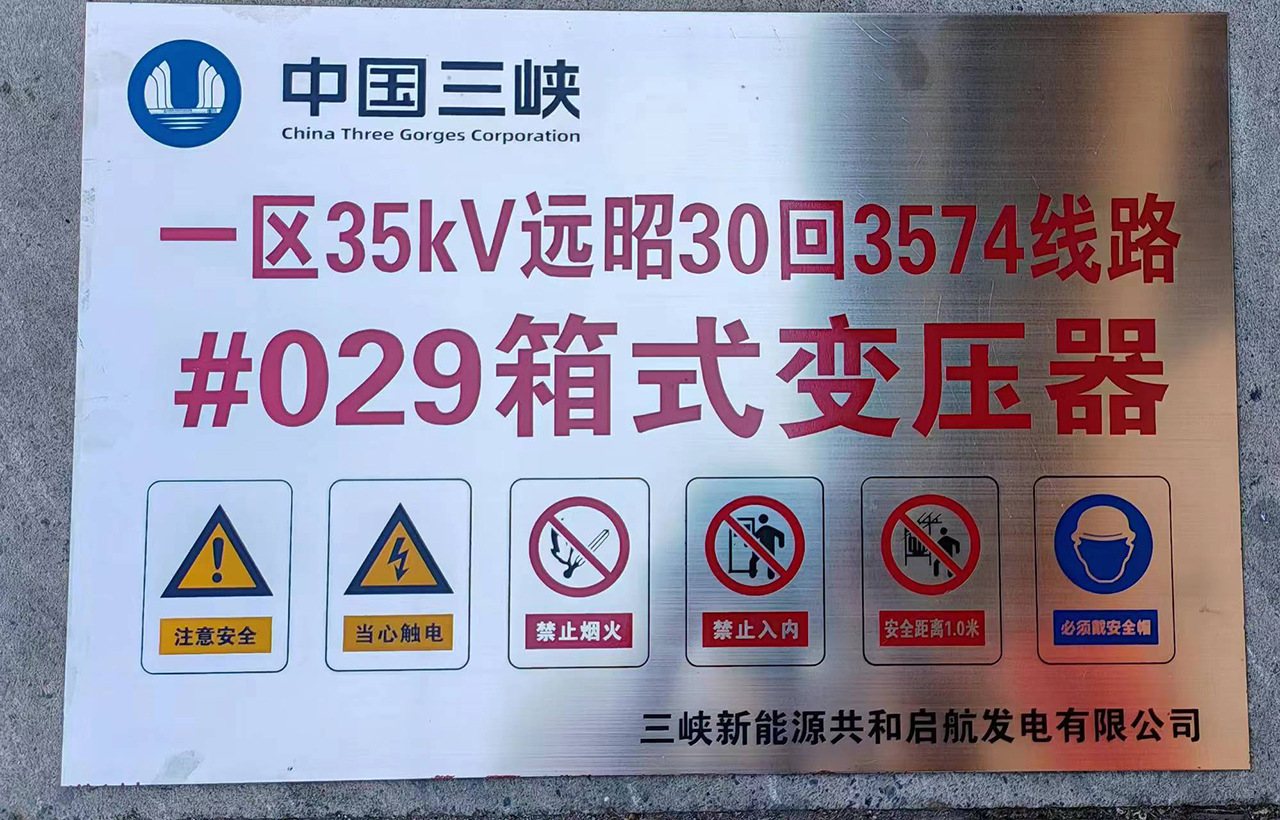 中国三峡
China Three Gorges Corporation
一区35kV远昭30回3574线路
#029箱式变压器
注意安全
当心触电
禁止烟火
禁止入内
安全距离1.0米
必须戴安全帽
三峡新能源共和启航发电有限公司